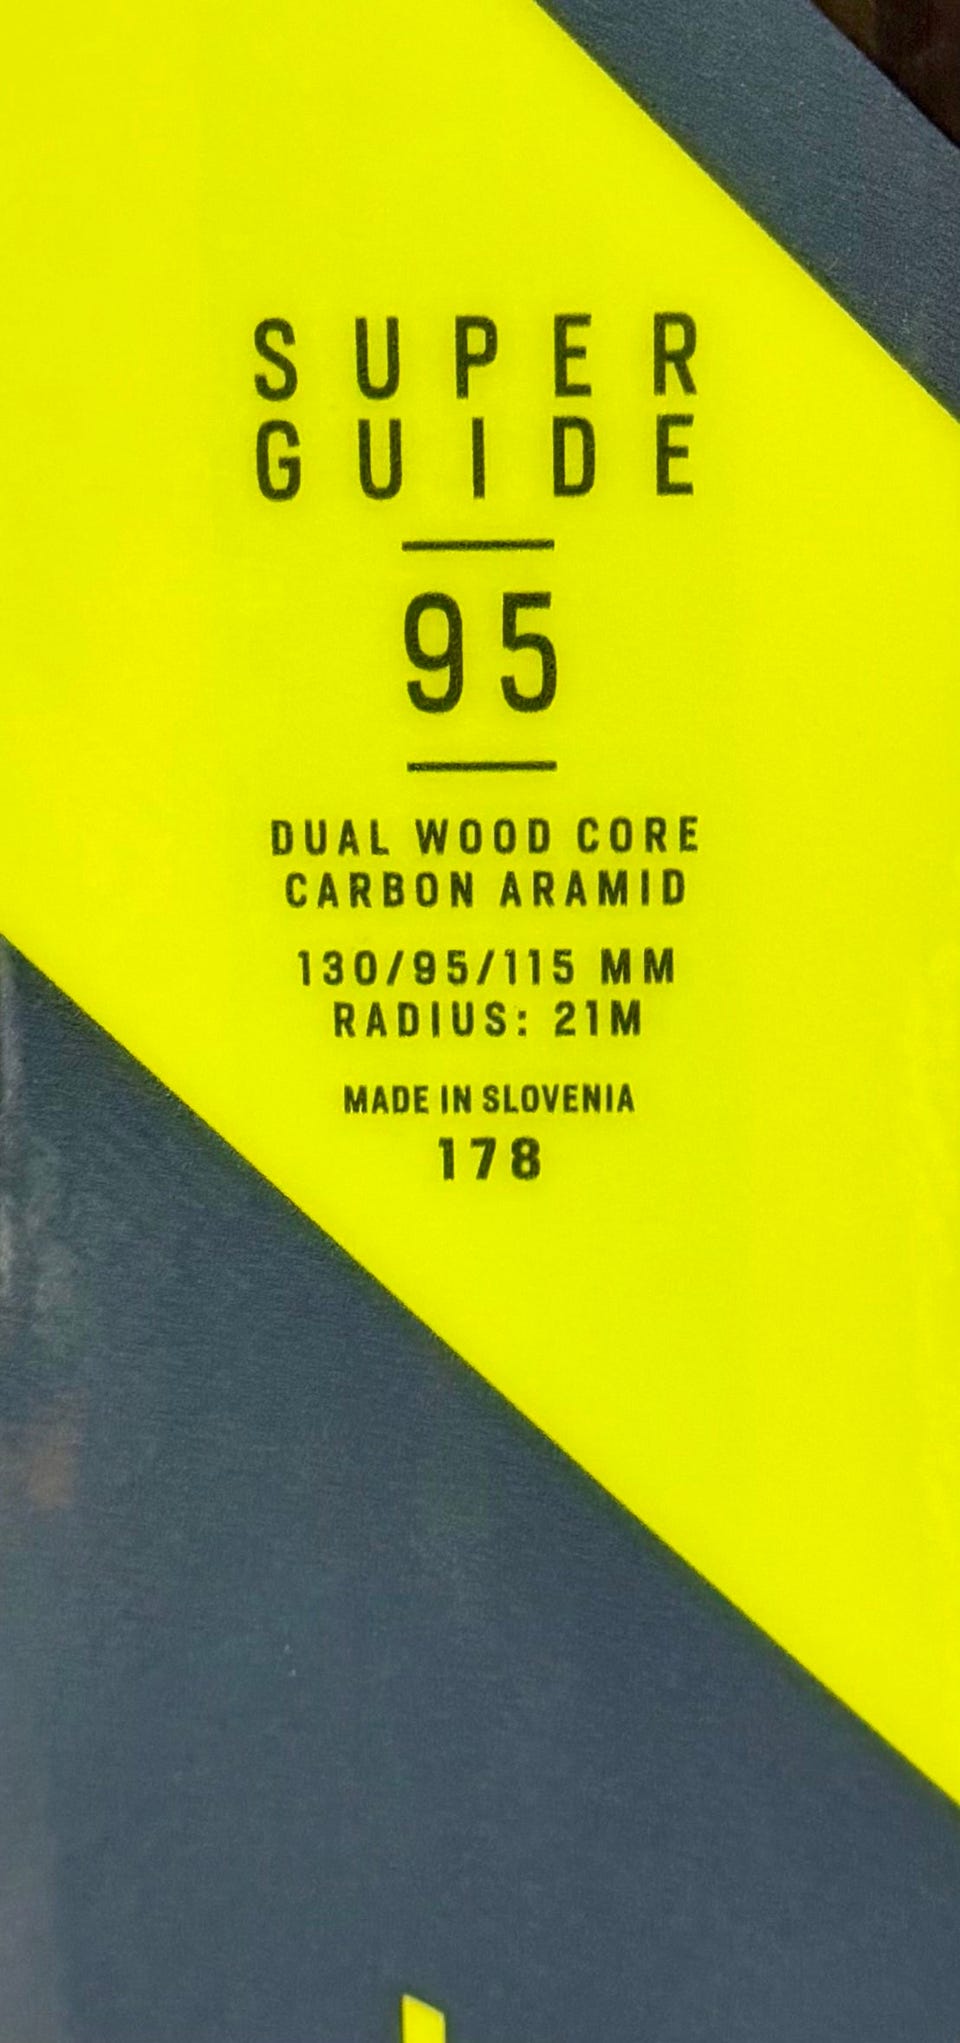 SUPER
GUIDE
95
DUAL WOOD CORE
CARBON ARAMID
130/95/115 MM
RADIUS: 21M
MADE IN SLOVENIA
178